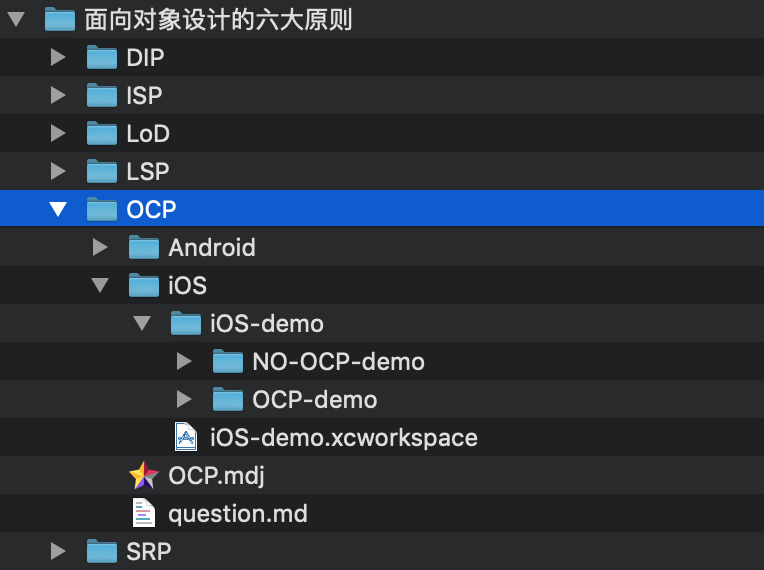 面向对象设计的六大原则
DIP
ISP
LoD
LSP
OCP
Android
iOS
iOS-demo
NO-OCP-demo
OCP-demo
iOS-demo.xcworkspace
OCP.mdj
question.md
SRP